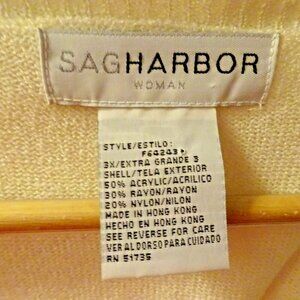 SAGHARBOR
WOMAN
STYLE/ESTILO:
F64243
3X/EXTRA GRANDE 3
SHELL/TELA EXTERIOR
50% ACRYLIC/ACRILICO
30% RAYON/RAYON
20% NYLON/NILON
MADE IN HONG KONG
HECHO EN HONG KONG
SEE REVERSE FOR CARE
VER AL DORSO PARA CUIDADO
RN 51735